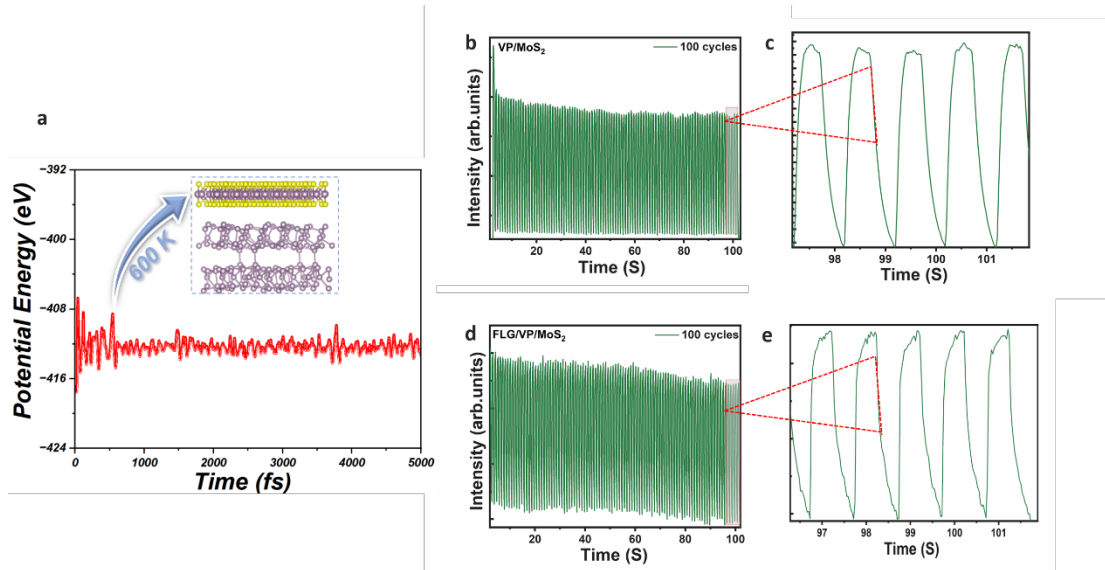 a
Potential Energy (eV)
−392
−400
−408
−416
−424
600 K
0 1000 2000 3000 4000 5000
Time (fs)
b
VP/MoS₂
100 cycles
Intensity (arb.units)
20 40 60 80 100
Time (S)
c
98 99 100 101
Time (S)
d
FLG/VP/MoS₂
100 cycles
Intensity (arb.units)
20 40 60 80 100
Time (S)
e
97 98 99 100 101
Time (S)